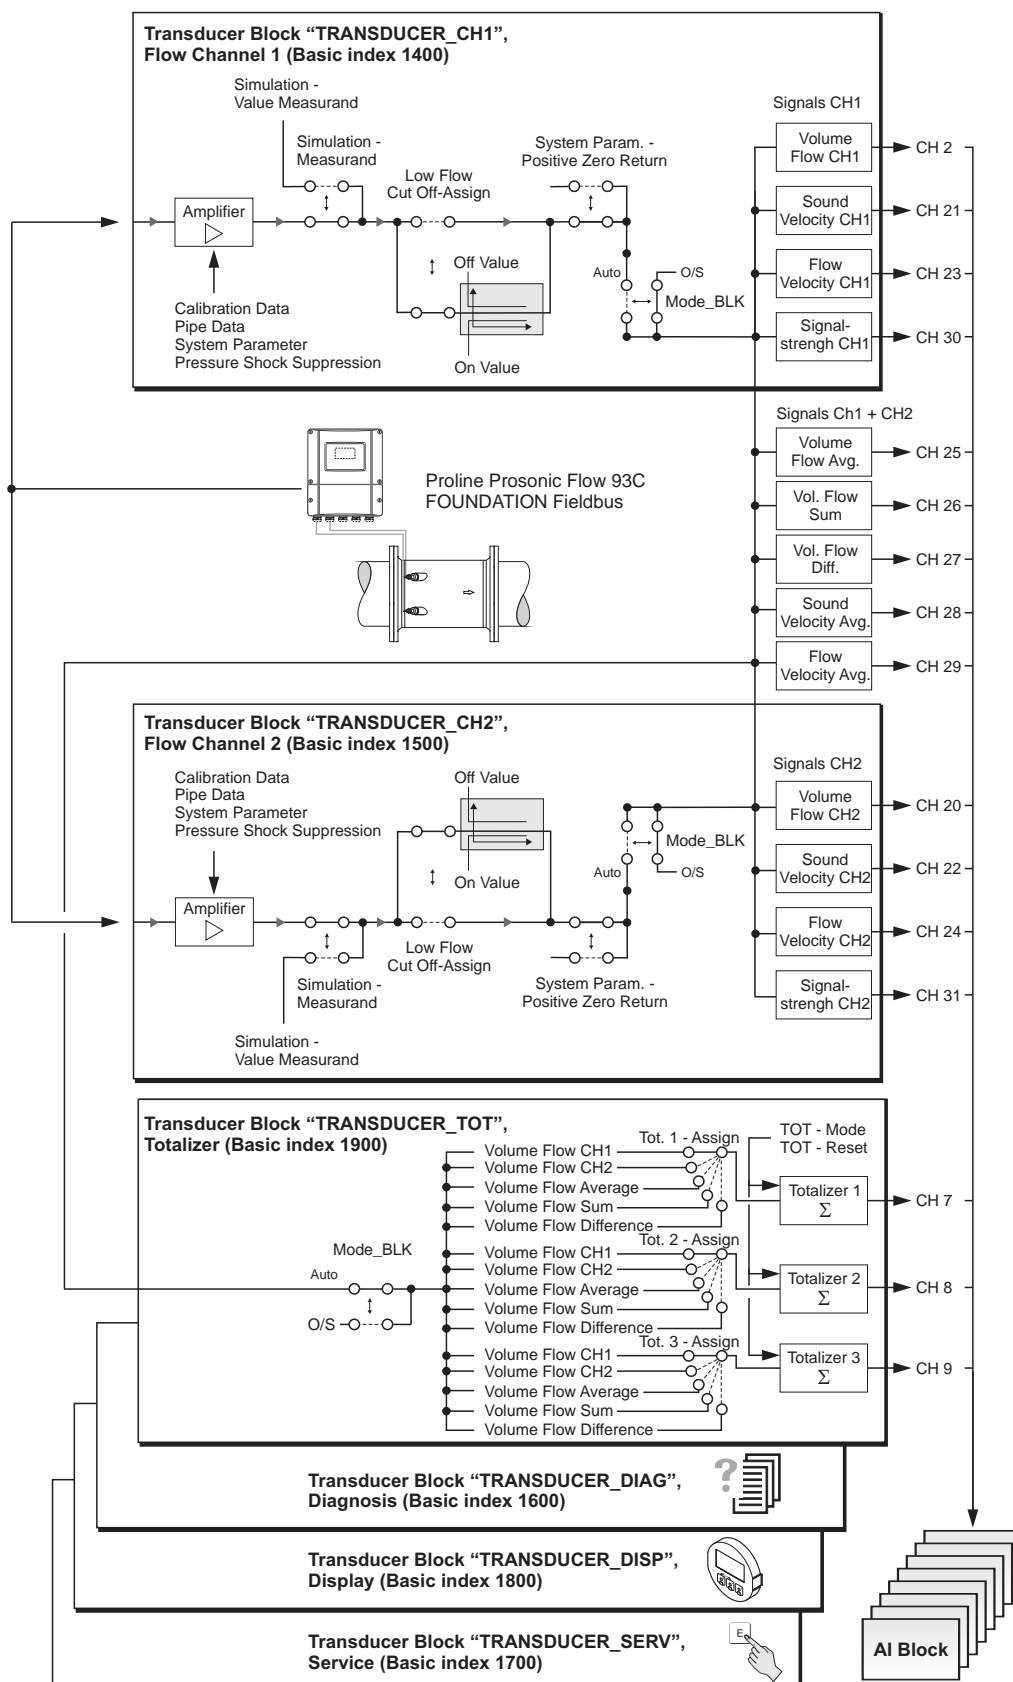 Transducer Block “TRANSDUCER_CH1”,
Flow Channel 1 (Basic index 1400)
Simulation -
Value Measurand
Simulation -
Measurand
Low Flow
Cut Off-Assign
System Param. -
Positive Zero Return
Signals CH1
Volume
Flow CH1
CH 2
Sound
Velocity CH1
CH 21
Flow
Velocity CH1
CH 23
Signal-
strengh CH1
CH 30
Amplifier
Off Value
Auto
O/S
Mode_BLK
On Value
Calibration Data
Pipe Data
System Parameter
Pressure Shock Suppression
Signals Ch1 + CH2
Volume
Flow Avg.
CH 25
Vol. Flow
Sum
CH 26
Vol. Flow
Diff.
CH 27
Sound
Velocity Avg.
CH 28
Flow
Velocity Avg.
CH 29
Proline Prosonic Flow 93C
FOUNDATION Fieldbus
Transducer Block “TRANSDUCER_CH2”,
Flow Channel 2 (Basic index 1500)
Calibration Data
Pipe Data
System Parameter
Pressure Shock Suppression
Off Value
Mode_BLK
Auto
O/S
On Value
Amplifier
Low Flow
Cut Off-Assign
Simulation -
Measurand
System Param. -
Positive Zero Return
Simulation -
Value Measurand
Signals CH2
Volume
Flow CH2
CH 20
Sound
Velocity CH2
CH 22
Flow
Velocity CH2
CH 24
Signal-
strengh CH2
CH 31
Transducer Block “TRANSDUCER_TOT”,
Totalizer (Basic index 1900)
Tot. 1 - Assign
TOT - Mode
TOT - Reset
Volume Flow CH1
Volume Flow CH2
Volume Flow Average
Volume Flow Sum
Volume Flow Difference
Totalizer 1
Σ
CH 7
Mode_BLK
Auto
O/S
Tot. 2 - Assign
Volume Flow CH1
Volume Flow CH2
Volume Flow Average
Volume Flow Sum
Volume Flow Difference
Totalizer 2
Σ
CH 8
Tot. 3 - Assign
Volume Flow CH1
Volume Flow CH2
Volume Flow Average
Volume Flow Sum
Volume Flow Difference
Totalizer 3
Σ
CH 9
Transducer Block “TRANSDUCER_DIAG”,
Diagnosis (Basic index 1600)
?
Transducer Block “TRANSDUCER_DISP”,
Display (Basic index 1800)
Transducer Block “TRANSDUCER_SERV”,
Service (Basic index 1700)
E
AI Block